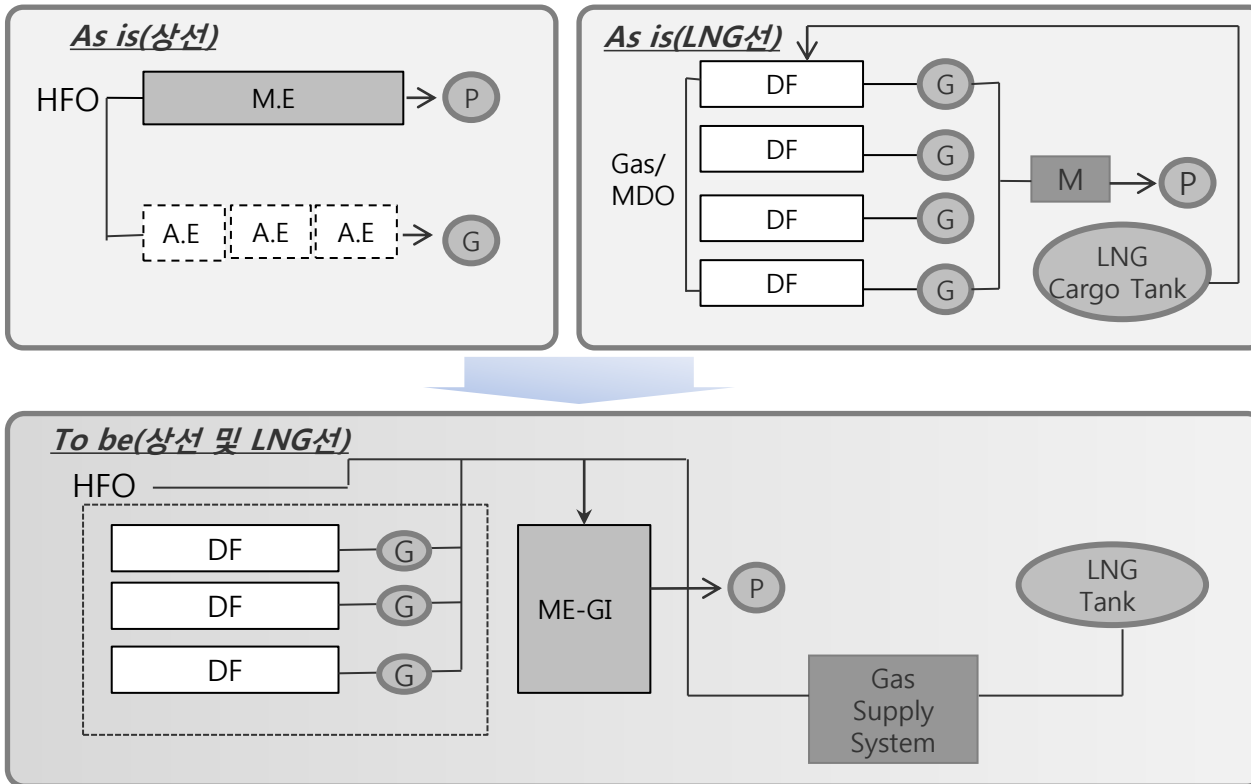 As is(상선)
HFO
M.E
P
A.E
A.E
A.E
G
As is(LNG선)
Gas/
MDO
DF
G
DF
G
DF
G
DF
G
M
P
LNG
Cargo Tank
To be(상선 및 LNG선)
HFO
DF
G
DF
G
DF
G
ME-GI
P
Gas
Supply
System
LNG
Tank